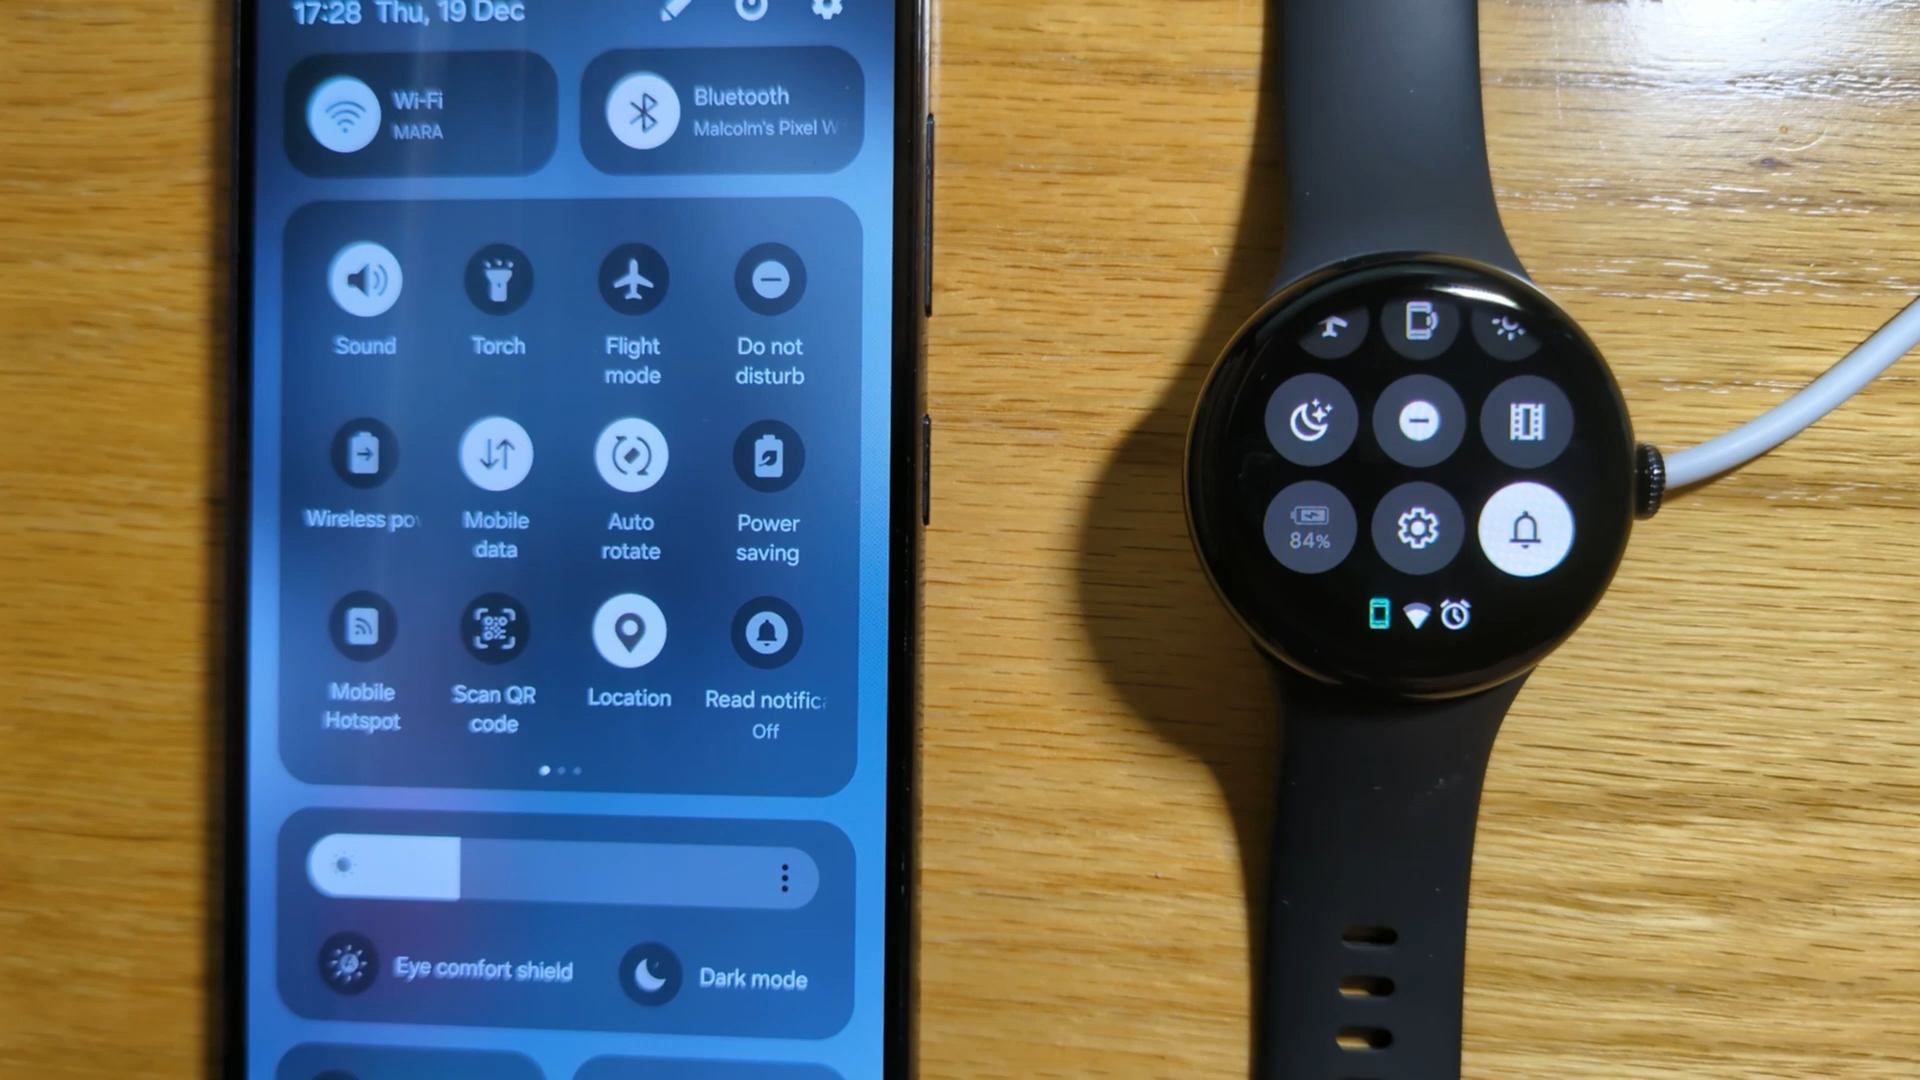 17:28 Thu, 19 Dec
Wi-Fi
MARA
Bluetooth
Malcolm's Pixel W
Sound
Torch
Flight
mode
Do not
disturb
Wireless po
Mobile
data
Auto
rotate
Power
saving
Mobile
Hotspot
Scan QR
code
Location
Read notific
Off
Eye comfort shield
Dark mode
84%